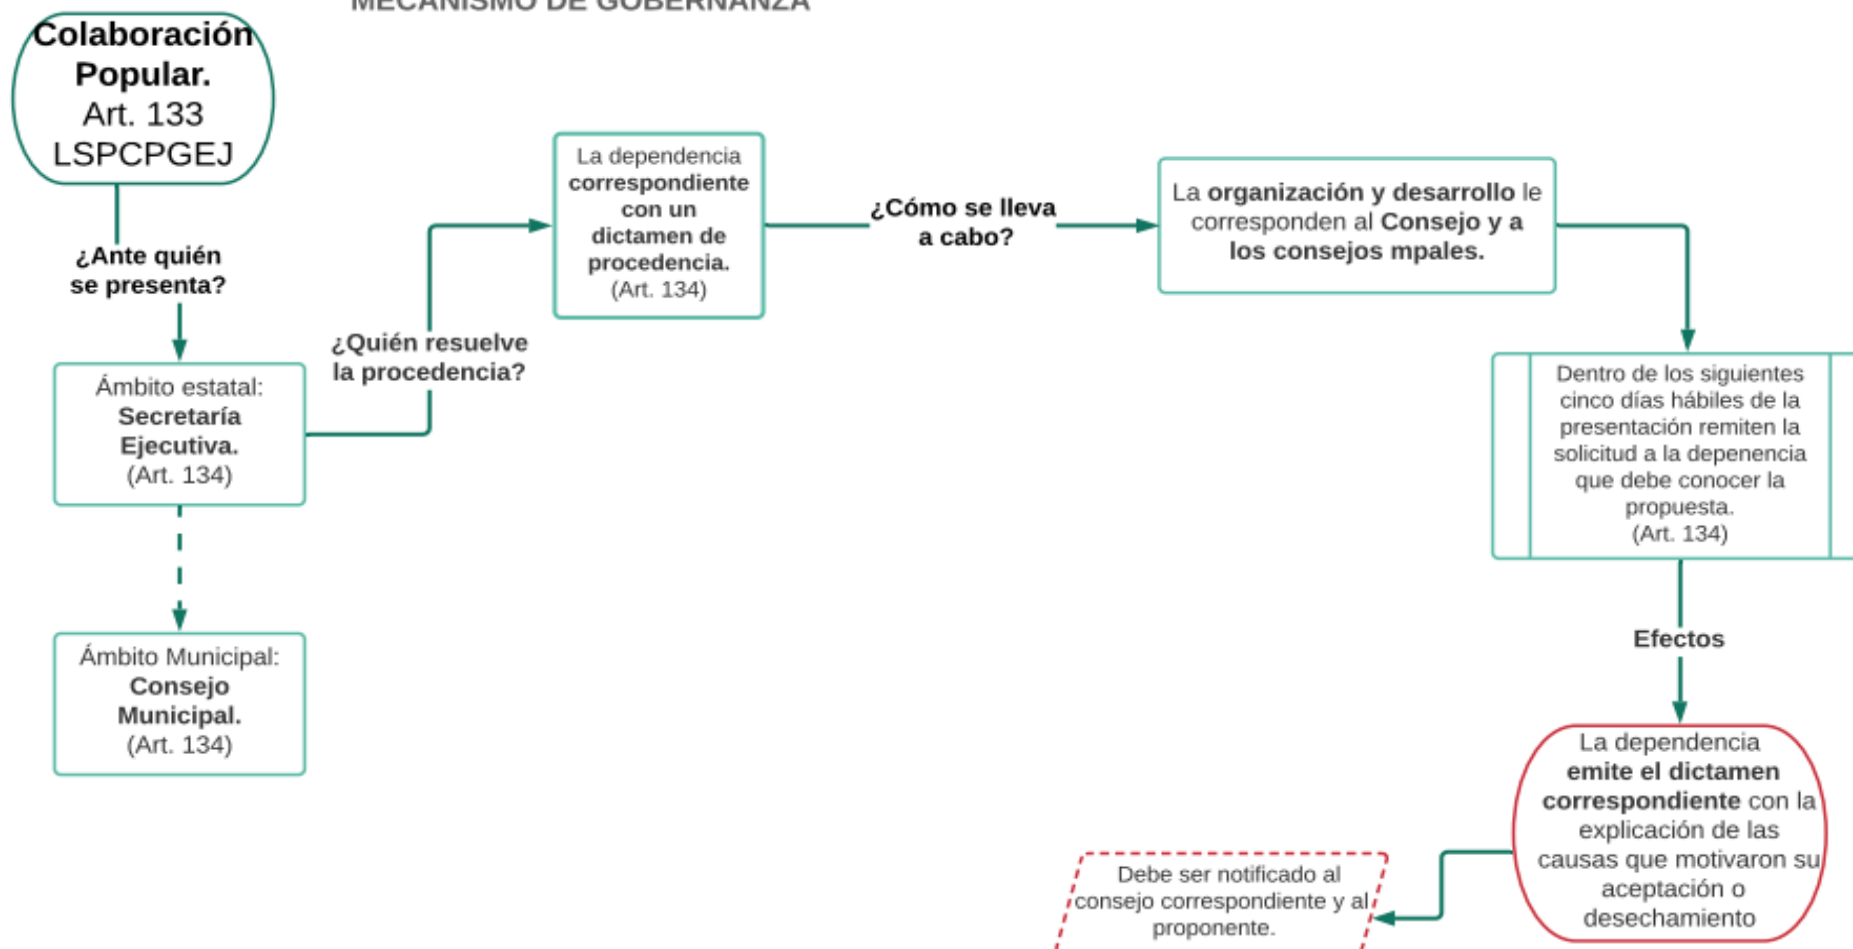 MECANISMO DE GOBERNANZA
Colaboración
Popular.
Art. 133
LSPCPGEJ
¿Ante quién
se presenta?
Ámbito estatal:
Secretaría
Ejecutiva.
(Art. 134)
Ámbito Municipal:
Consejo
Municipal.
(Art. 134)
¿Quién resuelve
la procedencia?
La dependencia
correspondiente
con un
dictamen de
procedencia.
(Art. 134)
¿Cómo se lleva
a cabo?
La organización y desarrollo le
corresponden al Consejo y a
los consejos mpales.
Dentro de los siguientes
cinco días hábiles de la
presentación remiten la
solicitud a la depenencia
que debe conocer la
propuesta.
(Art. 134)
Efectos
La dependencia
emite el dictamen
correspondiente con la
explicación de las
causas que motivaron su
aceptación o
desechamiento
Debe ser notificado al
consejo correspondiente y al
proponente.